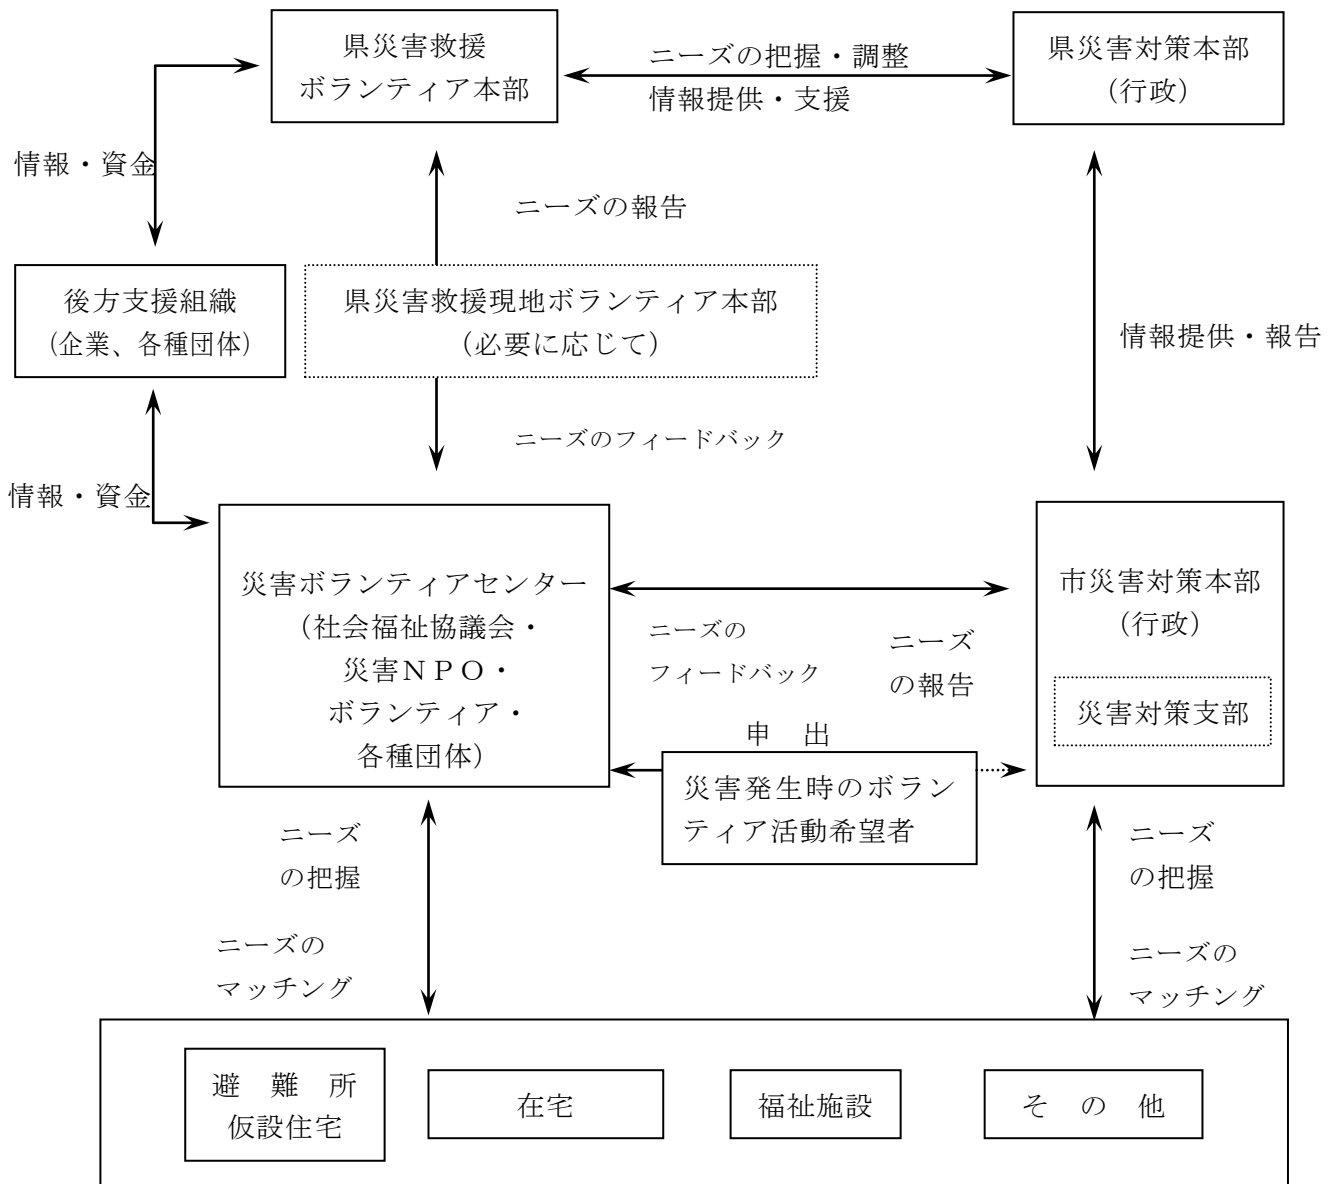 県災害救援
ボランティア本部
ニーズの把握・調整
情報提供・支援
県災害対策本部
（行政）
情報・資金
ニーズの報告
後方支援組織
（企業、各種団体）
県災害救援現地ボランティア本部
（必要に応じて）
情報提供・報告
ニーズのフィードバック
情報・資金
災害ボランティアセンター
（社会福祉協議会・
災害ＮＰＯ・
ボランティア・
各種団体）
ニーズの
フィードバック
ニーズ
の報告
市災害対策本部
（行政）
災害対策支部
申　出
災害発生時のボラン
ティア活動希望者
ニーズ
の把握
ニーズの
マッチング
ニーズ
の把握
ニーズの
マッチング
避　難　所
仮設住宅
在宅
福祉施設
そ　の　他